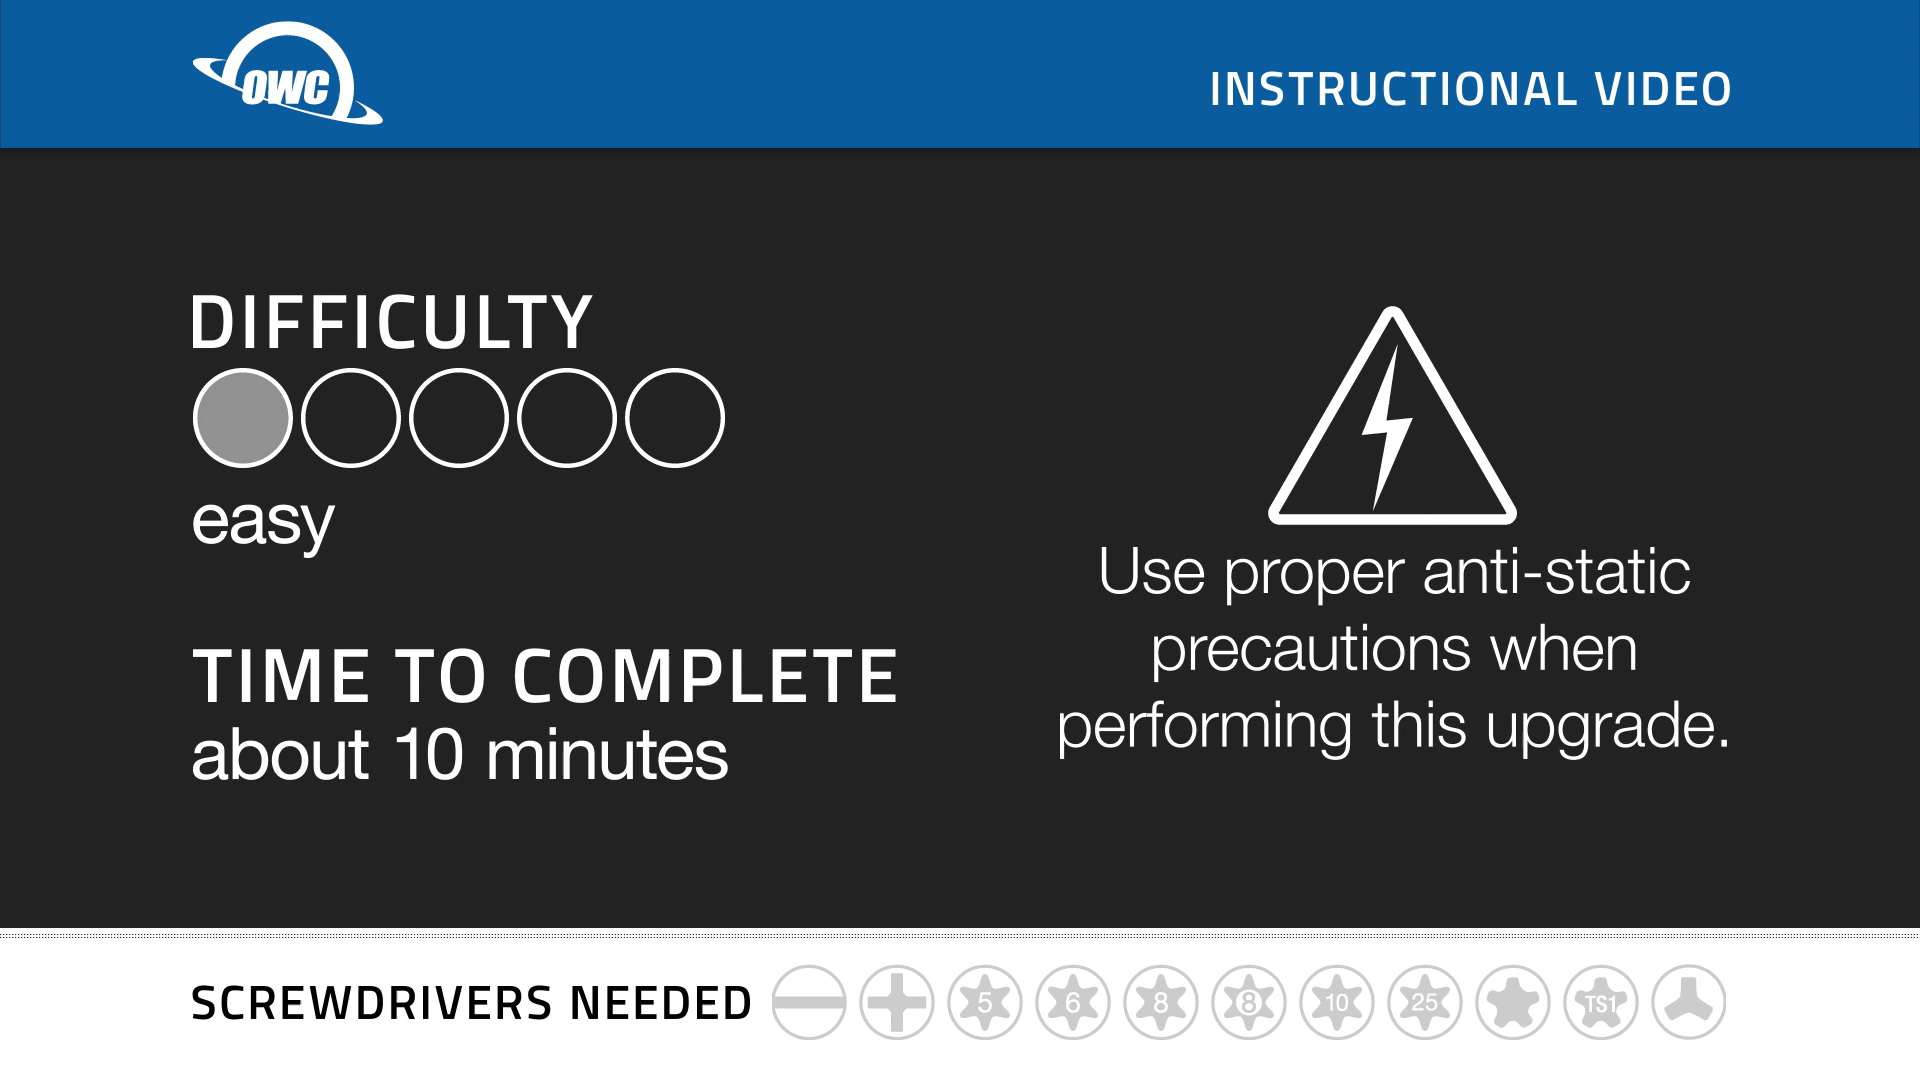 OWC
INSTRUCTIONAL VIDEO
DIFFICULTY
easy
TIME TO COMPLETE
about 10 minutes
Use proper anti-static
precautions when
performing this upgrade.
SCREWDRIVERS NEEDED
5 6 8 8 10 25 TS1